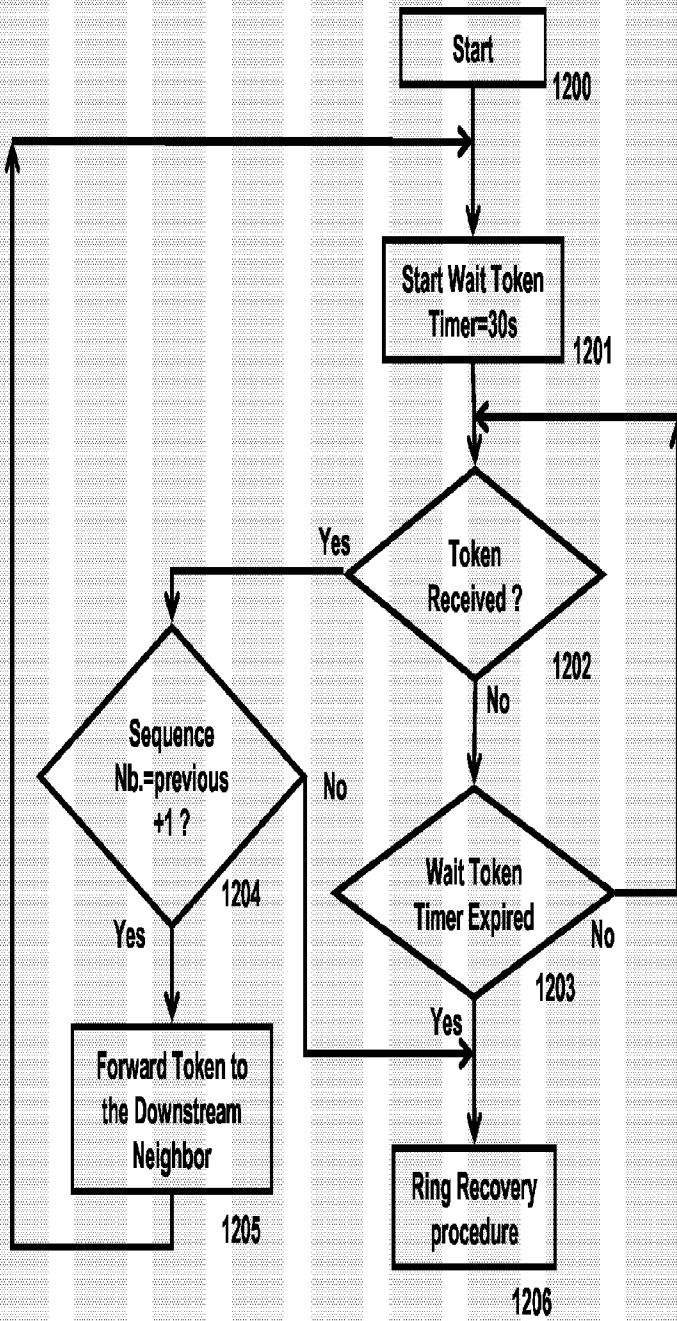 Start
1200
Start Wait Token
Timer=30s
1201
Token
Received ?
1202
Yes
No
Sequence
Nb.=previous
+1 ?
1204
No
Yes
Wait Token
Timer Expired
1203
No
Yes
Forward Token to
the Downstream
Neighbor
1205
Ring Recovery
procedure
1206